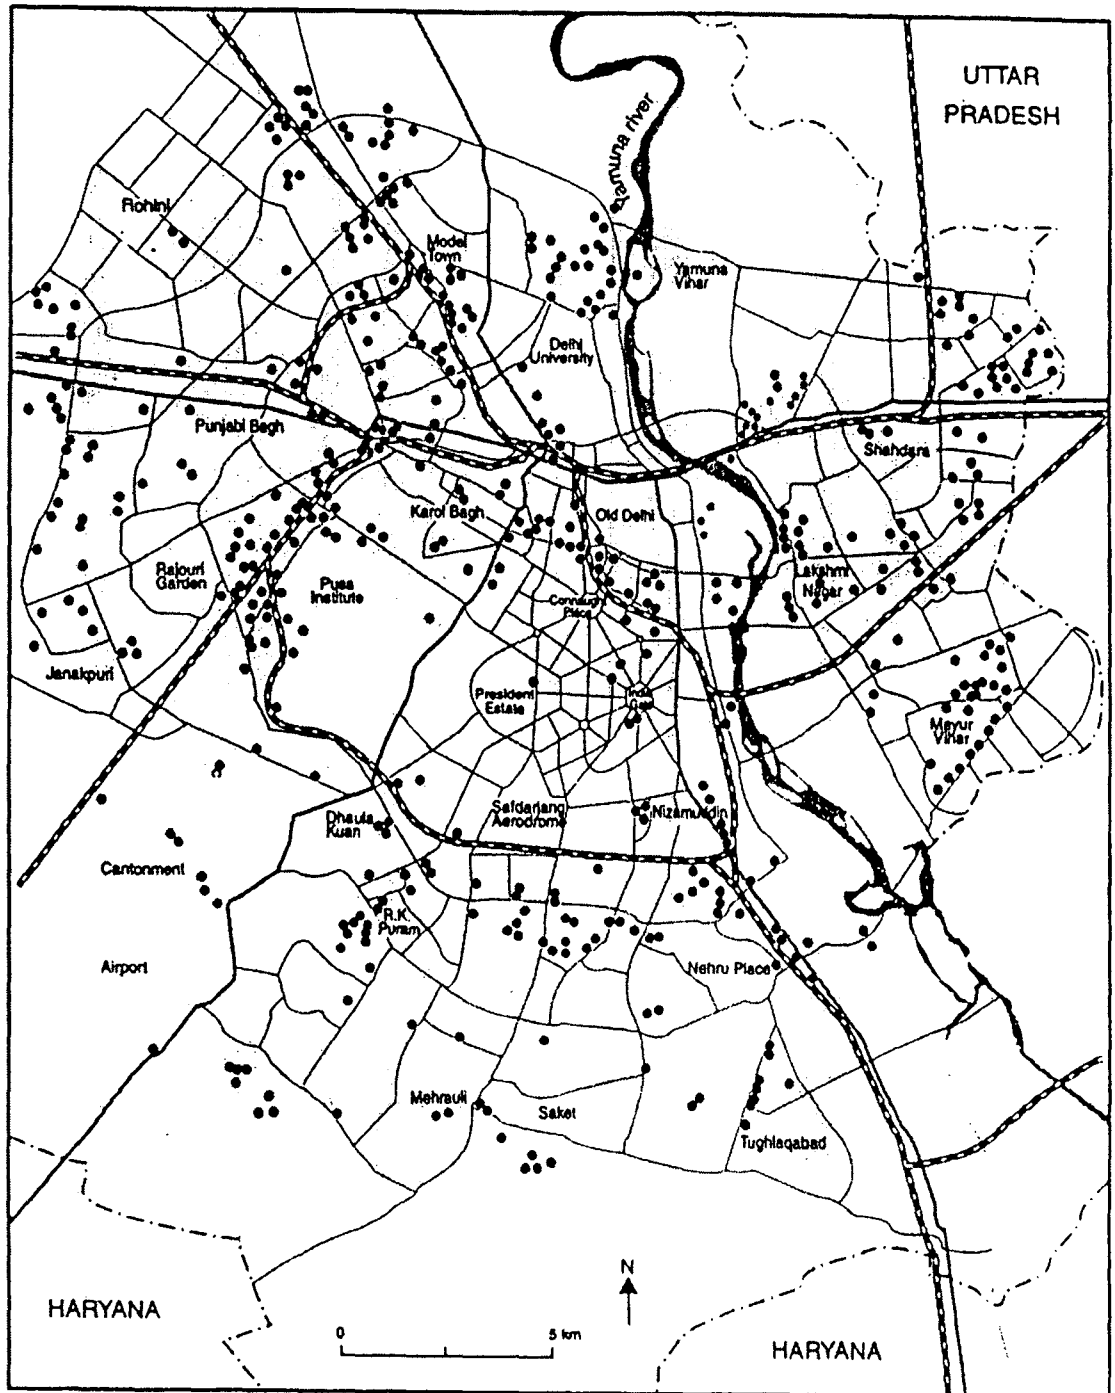 UTTAR
PRADESH
Yamuna river
Rohini
Model
Town
Yamuna
Vihar
Delhi
University
Punjabi Bagh
Shahdara
Karol Bagh
Old Delhi
Rajouri
Garden
Pusa
Institute
Lakshmi
Nagar
Connaught
Place
Janakpuri
President
Estate
India
Gate
Mayur
Vihar
Safdarjang
Aerodrome
Nizamuddin
Dhaula
Kuan
Cantonment
R.K.
Puram
Airport
Nehru Place
Mehrauli
Saket
Tughlaqabad
N
HARYANA
0
5 km
HARYANA